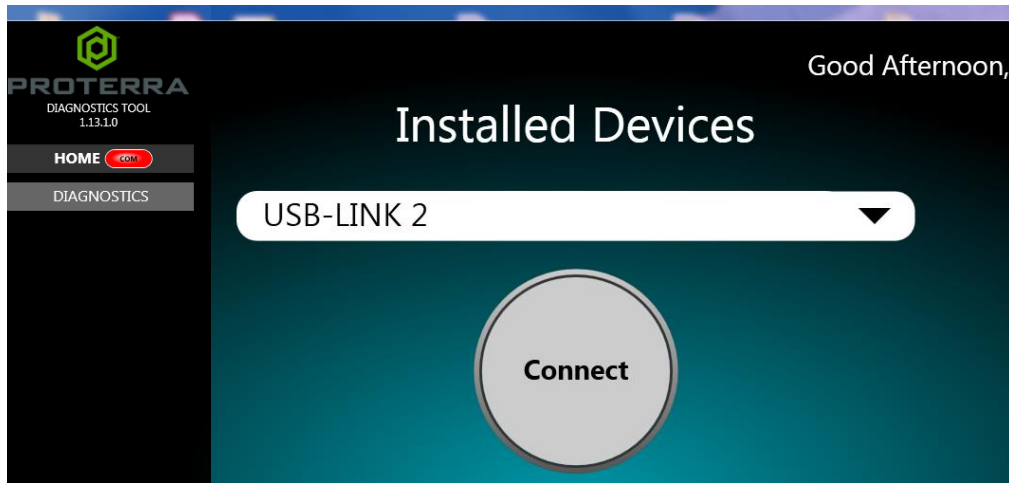 PROTERRA
DIAGNOSTICS TOOL
1.13.1.0
HOME COM
DIAGNOSTICS
Good Afternoon,
Installed Devices
USB-LINK 2
Connect